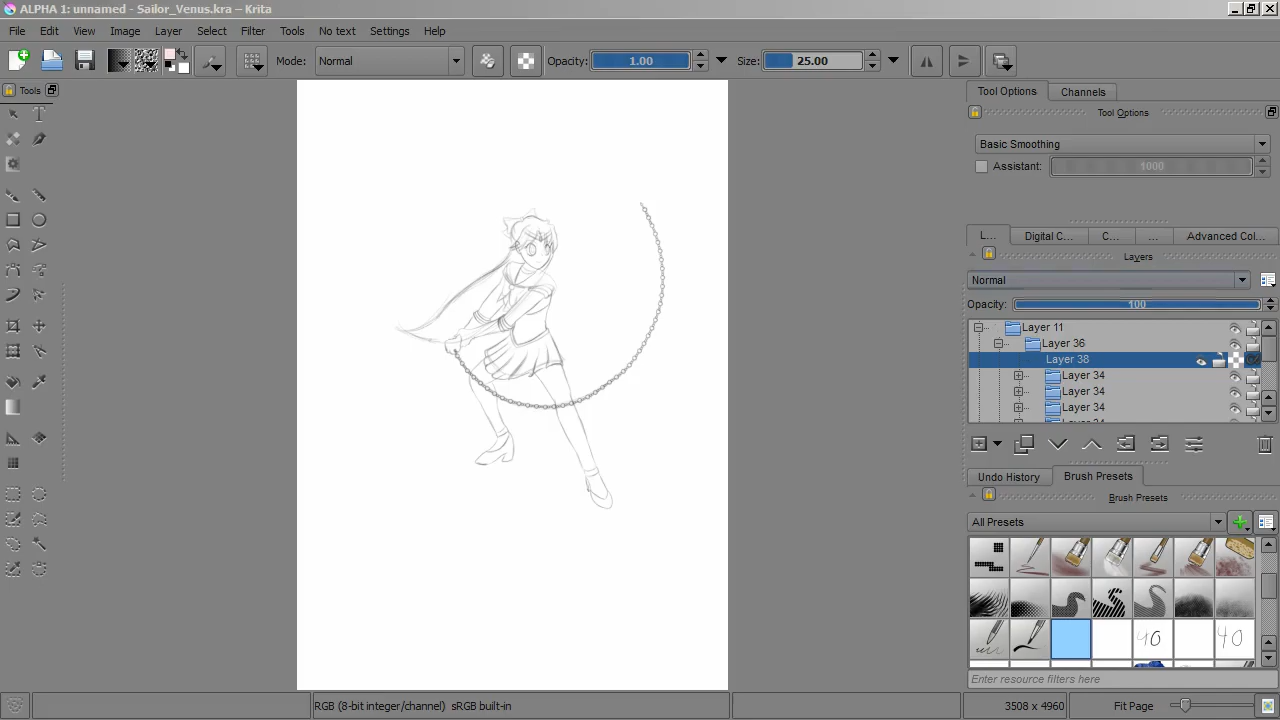 ALPHA 1: unnamed - Sailor_Venus.kra – Krita
File Edit View Image Layer Select Filter Tools No text Settings Help
Mode: Normal Opacity: 1.00 Size: 25.00
Tools
Tool Options Channels
Tool Options
Basic Smoothing
Assistant: 1000
L... Digital C... C... ... Advanced Col...
Layers
Normal
Opacity: 100
Layer 11
Layer 36
Layer 38
Layer 34
Layer 34
Layer 34
Undo History Brush Presets
Brush Presets
All Presets
40 40
Enter resource filters here
RGB (8-bit integer/channel) sRGB built-in 3508 x 4960 Fit Page